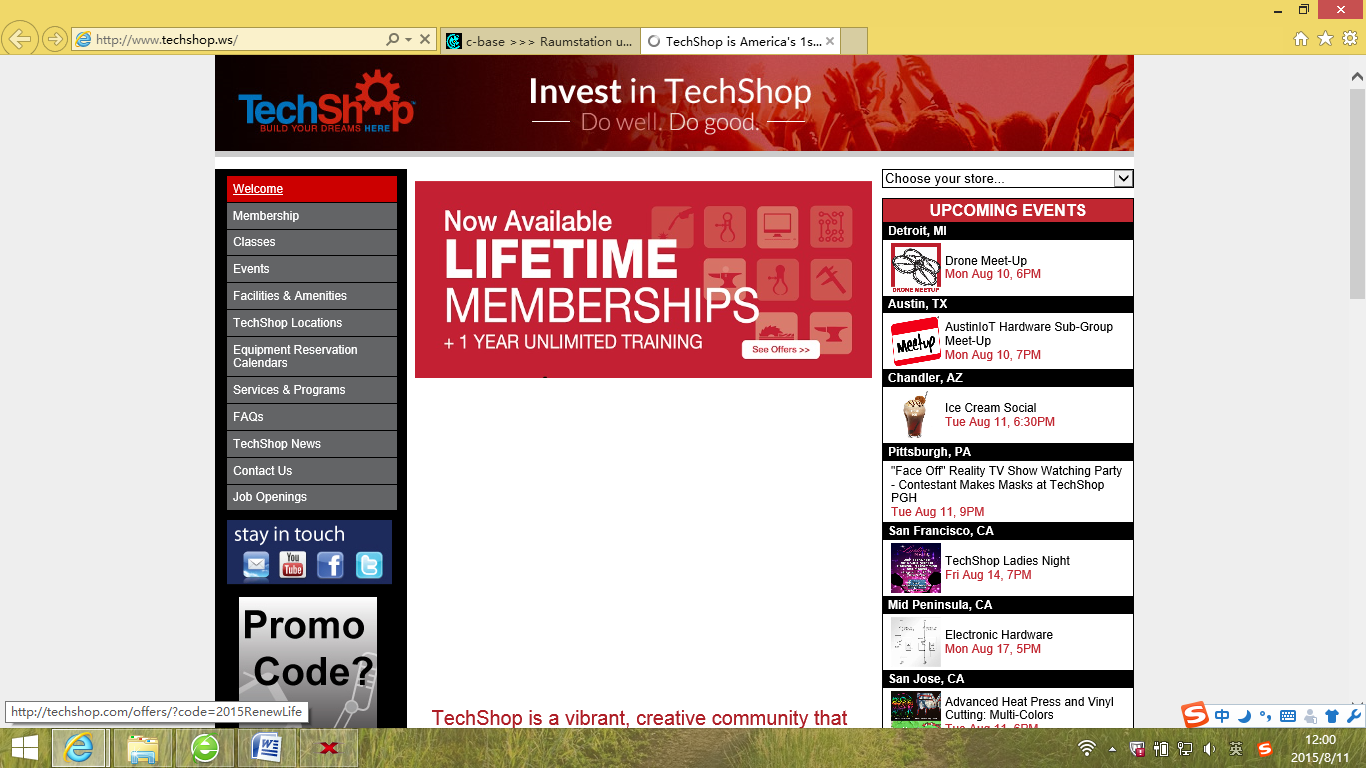 http://www.techshop.ws/
c-base >>> Raumstation u...
TechShop is America's 1s...
TechShop
BUILD YOUR DREAMS HERE
Invest in TechShop
Do well. Do good.
Welcome
Membership
Classes
Events
Facilities & Amenities
TechShop Locations
Equipment Reservation
Calendars
Services & Programs
FAQs
TechShop News
Contact Us
Job Openings
stay in touch
You
Tube
Promo
Code?
Now Available
LIFETIME
MEMBERSHIPS
+ 1 YEAR UNLIMITED TRAINING
See Offers >>
TechShop is a vibrant, creative community that
Choose your store...
UPCOMING EVENTS
Detroit, MI
DRONE MEETUP
Drone Meet-Up
Mon Aug 10, 6PM
Austin, TX
Meetup
AustinIoT Hardware Sub-Group
Meet-Up
Mon Aug 10, 7PM
Chandler, AZ
Ice Cream Social
Tue Aug 11, 6:30PM
Pittsburgh, PA
"Face Off" Reality TV Show Watching Party
- Contestant Makes Masks at TechShop
PGH
Tue Aug 11, 9PM
San Francisco, CA
TechShop Ladies Night
Fri Aug 14, 7PM
Mid Peninsula, CA
Electronic Hardware
Mon Aug 17, 5PM
San Jose, CA
Advanced Heat Press and Vinyl
Cutting: Multi-Colors
Tue Aug 11, 6PM
http://techshop.com/offers/?code=2015RenewLife
中
英
12:00
2015/8/11